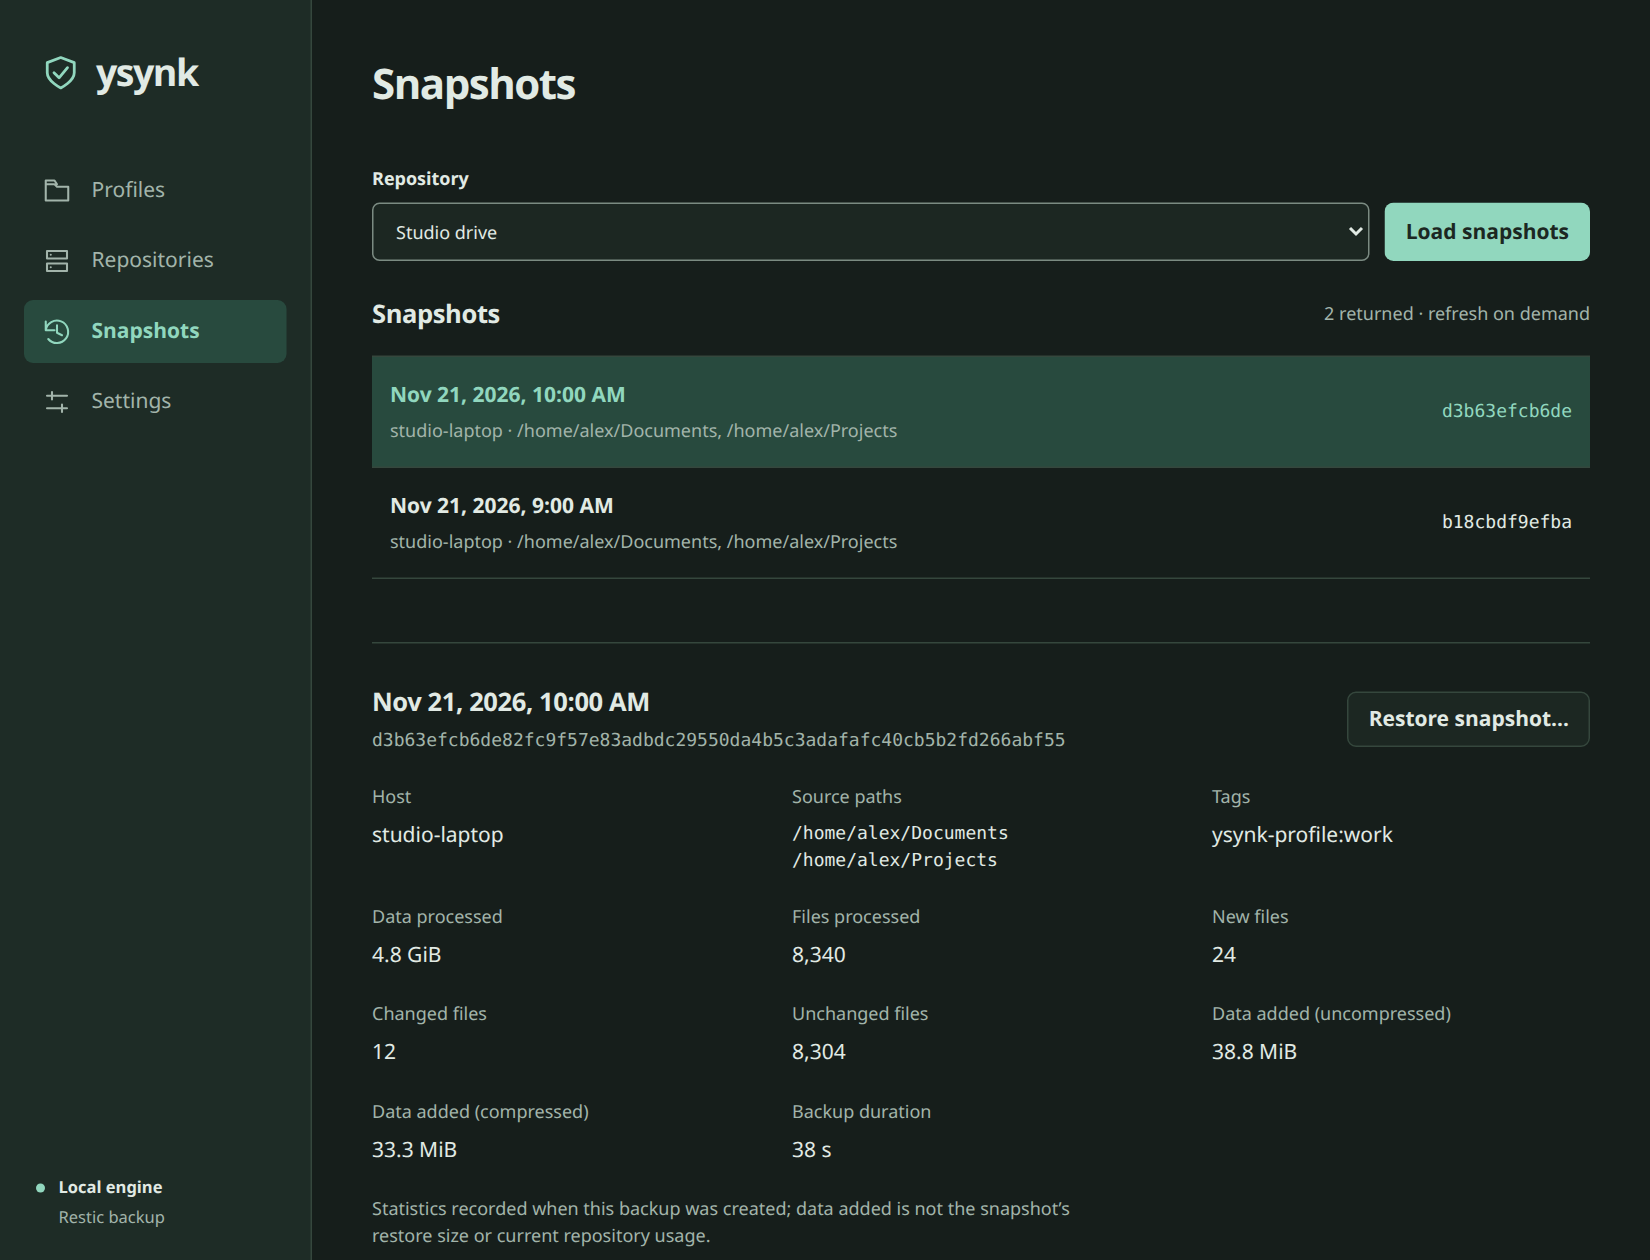 ysynk
Profiles
Repositories
Snapshots
Settings
Local engine
Restic backup
Snapshots
Repository
Studio drive
Load snapshots
Snapshots
2 returned · refresh on demand
Nov 21, 2026, 10:00 AM
studio-laptop · /home/alex/Documents, /home/alex/Projects
d3b63efcb6de
Nov 21, 2026, 9:00 AM
studio-laptop · /home/alex/Documents, /home/alex/Projects
b18cbdf9efba
Nov 21, 2026, 10:00 AM
d3b63efcb6de82fc9f57e83adbdc29550da4b5c3adafafc40cb5b2fd266abf55
Restore snapshot...
Host
studio-laptop
Source paths
/home/alex/Documents
/home/alex/Projects
Tags
ysynk-profile:work
Data processed
4.8 GiB
Files processed
8,340
New files
24
Changed files
12
Unchanged files
8,304
Data added (uncompressed)
38.8 MiB
Data added (compressed)
33.3 MiB
Backup duration
38 s
Statistics recorded when this backup was created; data added is not the snapshot’s
restore size or current repository usage.